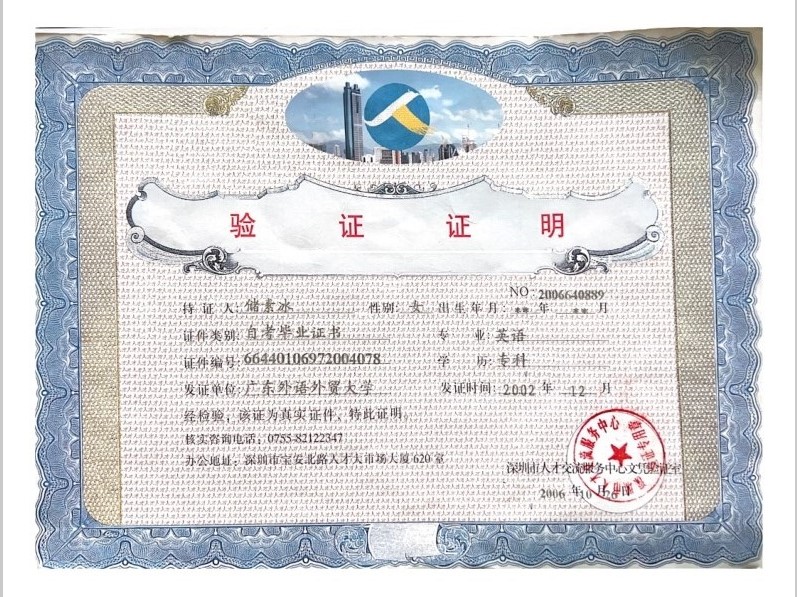 验证证明
NO: 2006640889
持证人: 储素冰 性别: 女 出生年月: ** 年 ** 月
证件类别: 自考毕业证书 专业: 英语
证件编号: 66440106972004078 学历: 专科
发证单位: 广东外语外贸大学 发证时间: 2002 年 12 月
经检验, 该证为真实证件, 特此证明。
核实咨询电话: 0755-82122347
办公地址: 深圳市宝安北路人才大市场大厦620室
深圳市人才交流服务中心文凭验证室
2006 年10 月26日